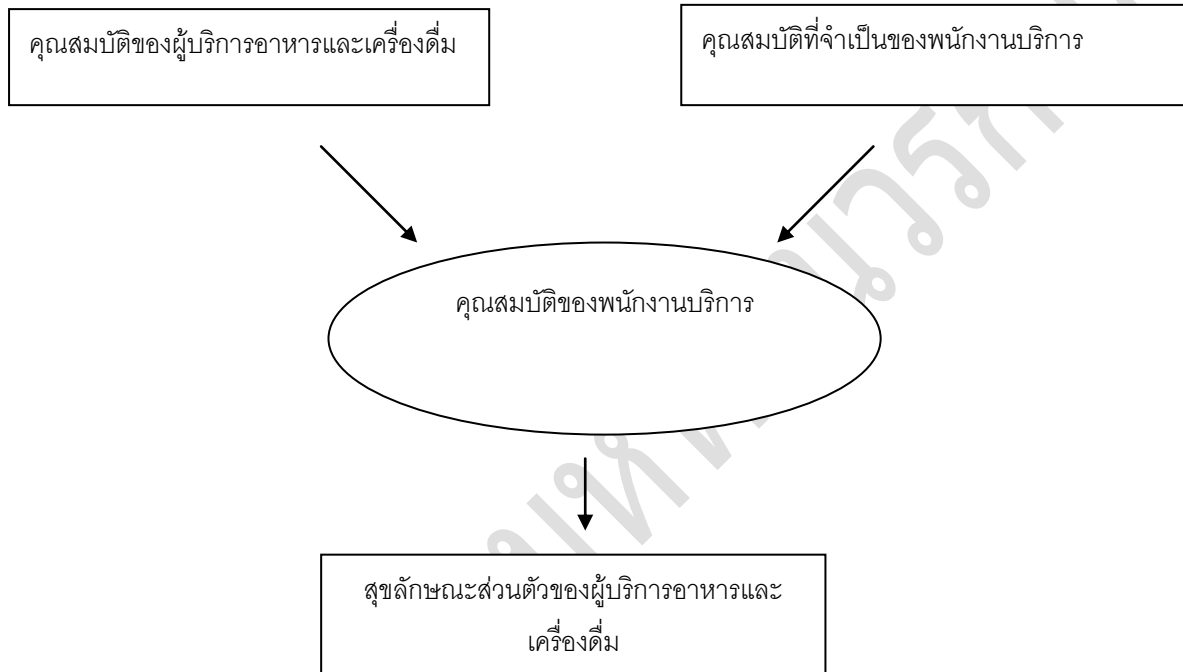 คุณสมบัติของผู้บริการอาหารและเครื่องดื่ม
คุณสมบัติที่จำเป็นของพนักงานบริการ
คุณสมบัติของพนักงานบริการ
สุขลักษณะส่วนตัวของผู้บริการอาหารและ
เครื่องดื่ม